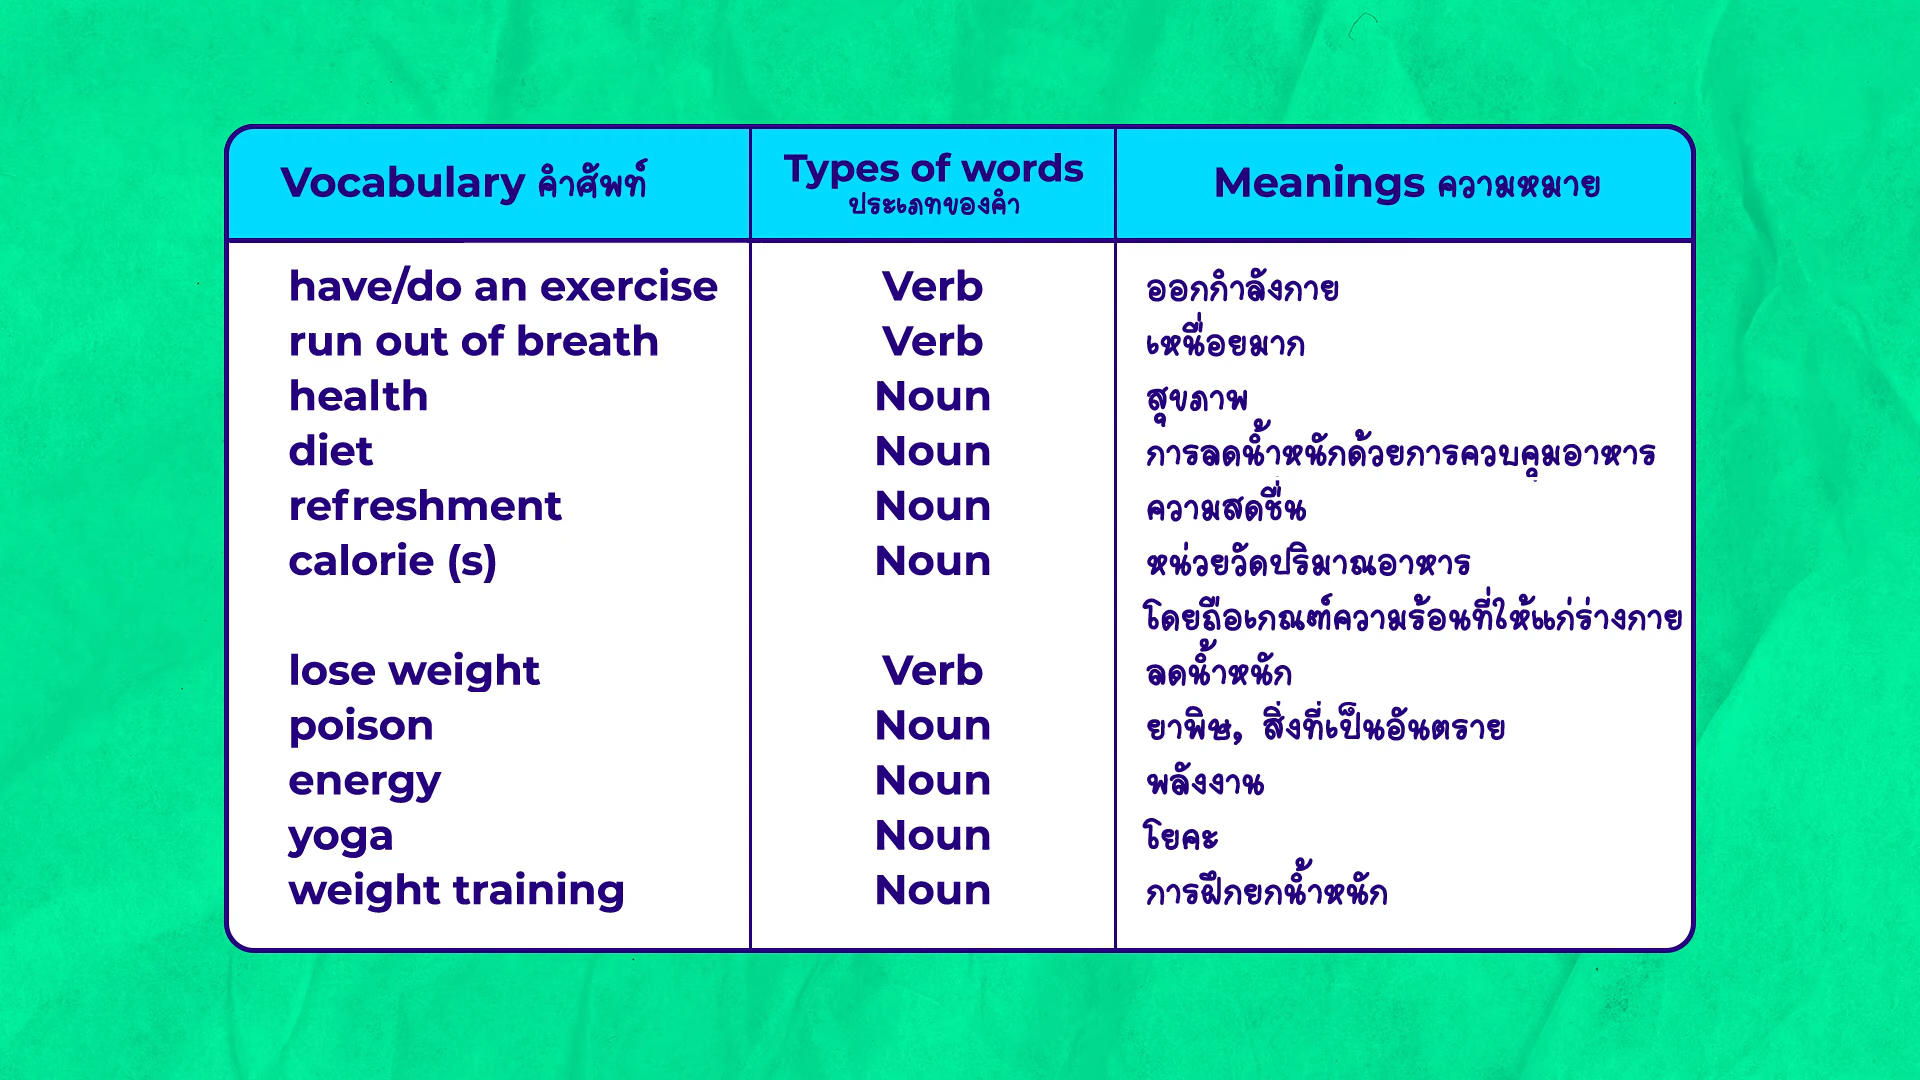 Vocabulary คำศัพท์
Types of words
ประเภทของคำ
Meanings ความหมาย
have/do an exercise Verb ออกกำลังกาย
run out of breath Verb เหนื่อยมาก
health Noun สุขภาพ
diet Noun การลดน้ำหนักด้วยการควบคุมอาหาร
refreshment Noun ความสดชื่น
calorie (s) Noun หน่วยวัดปริมาณอาหาร
โดยถือเกณฑ์ความร้อนที่ให้แก่ร่างกาย
lose weight Verb ลดน้ำหนัก
poison Noun ยาพิษ, สิ่งที่เป็นอันตราย
energy Noun พลังงาน
yoga Noun โยคะ
weight training Noun การฝึกยกน้ำหนัก